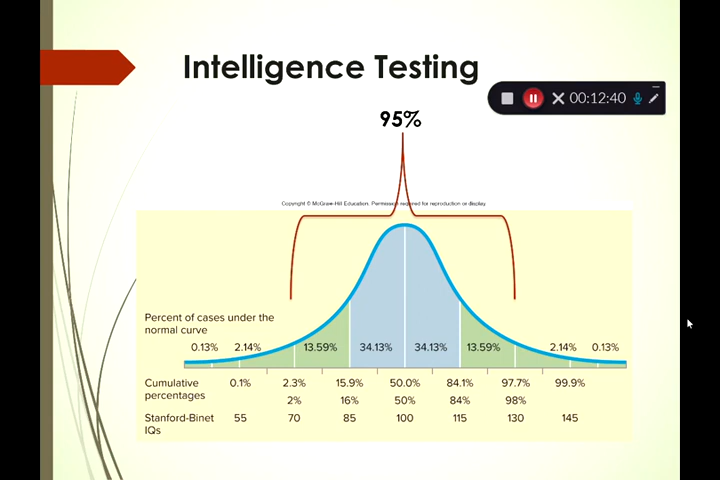 Intelligence Testing
00:12:40
95%
Copyright © McGraw-Hill Education. Permission required for reproduction or display.
Percent of cases under the
normal curve
0.13% 2.14% 13.59% 34.13% 34.13% 13.59% 2.14% 0.13%
Cumulative 0.1% 2.3% 15.9% 50.0% 84.1% 97.7% 99.9%
percentages 2% 16% 50% 84% 98%
Stanford-Binet 55 70 85 100 115 130 145
IQs